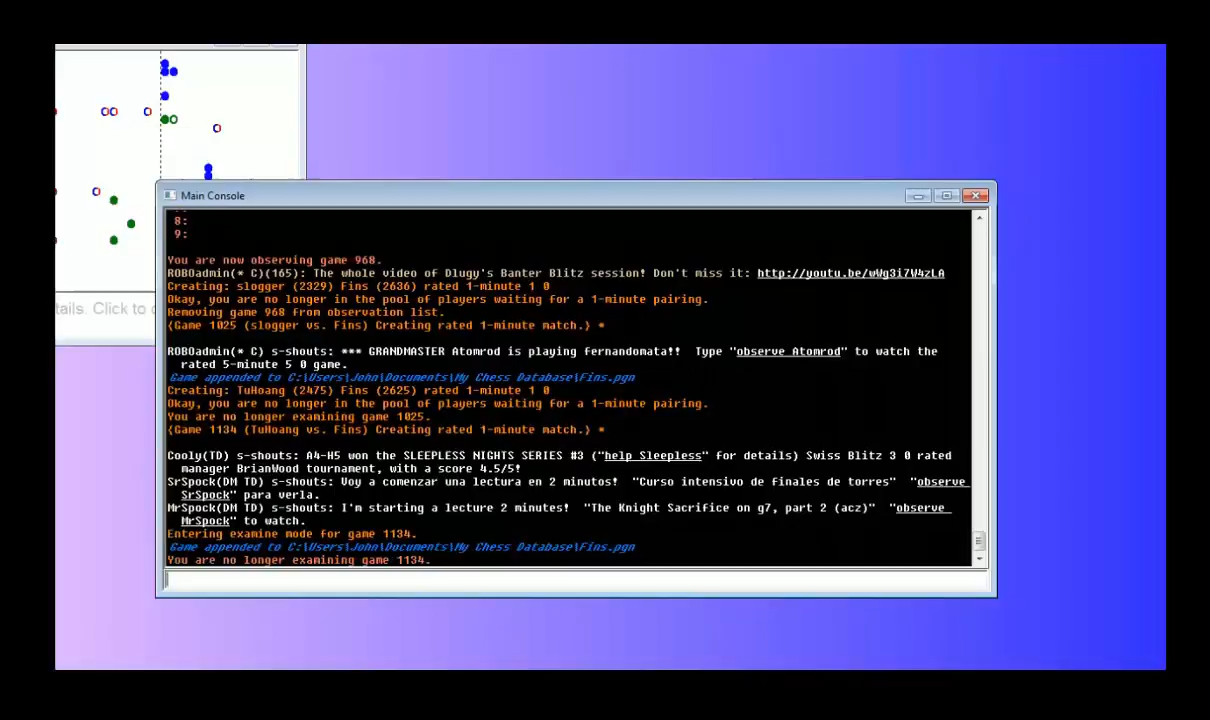 Main Console
8:
9:
tails. Click to
You are now observing game 968.
ROBOadmin(* C)(165): The whole video of Dlugy's Banter Blitz session! Don't miss it: http://youtu.be/wWg3i7W4zLA
Creating: slogger (2329) Fins (2636) rated 1-minute 1 0
Okay, you are no longer in the pool of players waiting for a 1-minute pairing.
Removing game 968 from observation list.
{Game 1025 (slogger vs. Fins) Creating rated 1-minute match.} *
ROBOadmin(* C) s-shouts: *** GRANDMASTER Atomrod is playing fernandomata!!  Type "observe Atomrod" to watch the
rated 5-minute 5 0 game.
Game appended to C:\Users\John\Documents\My Chess Database\Fins.pgn
Creating: TuHoang (2475) Fins (2625) rated 1-minute 1 0
Okay, you are no longer in the pool of players waiting for a 1-minute pairing.
You are no longer examining game 1025.
{Game 1134 (TuHoang vs. Fins) Creating rated 1-minute match.} *
Cooly(TD) s-shouts: A4-H5 won the SLEEPLESS NIGHTS SERIES #3 ("help Sleepless" for details) Swiss Blitz 3 0 rated
manager BrianWood tournament, with a score 4.5/5!
SrSpock(DM TD) s-shouts: Voy a comenzar una lectura en 2 minutos!  "Curso intensivo de finales de torres"  "observe
SrSpock" para verla.
MrSpock(DM TD) s-shouts: I'm starting a lecture 2 minutes!  "The Knight Sacrifice on g7, part 2 (acz)"  "observe
MrSpock" to watch.
Entering examine mode for game 1134.
Game appended to C:\Users\John\Documents\My Chess Database\Fins.pgn
You are no longer examining game 1134.